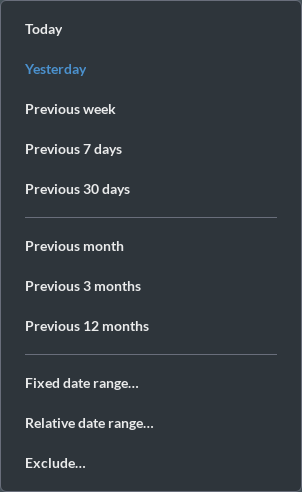 Today
Yesterday
Previous week
Previous 7 days
Previous 30 days
Previous month
Previous 3 months
Previous 12 months
Fixed date range...
Relative date range...
Exclude...